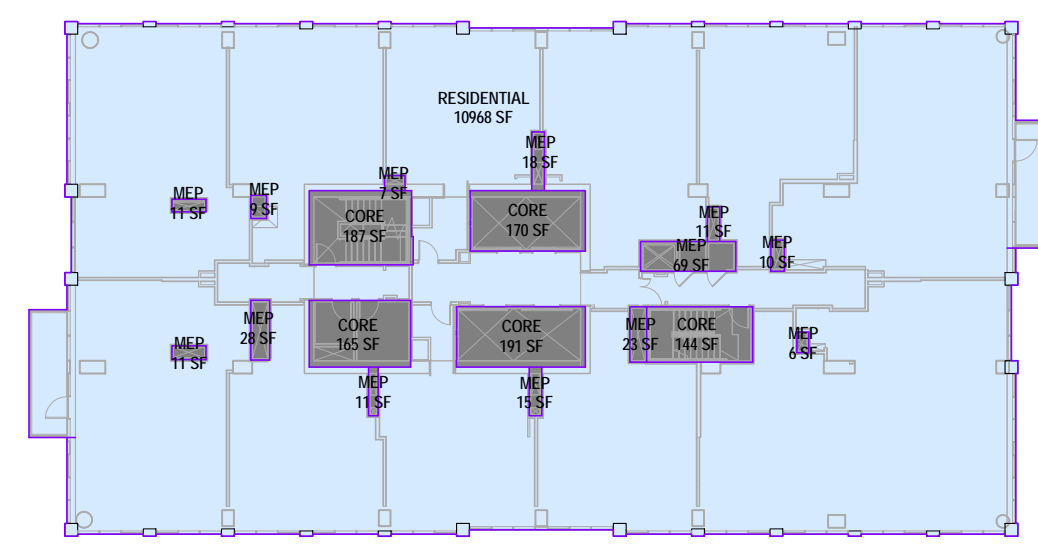 RESIDENTIAL
10968 SF
MEP
18 SF
MEP
7 SF
MEP
11 SF
MEP
9 SF
CORE
187 SF
CORE
170 SF
MEP
11 SF
MEP
69 SF
MEP
10 SF
MEP
28 SF
MEP
11 SF
CORE
165 SF
CORE
191 SF
MEP
23 SF
CORE
144 SF
MEP
6 SF
MEP
11 SF
MEP
15 SF